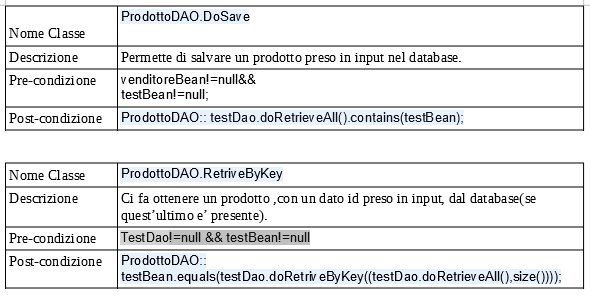 ProdottoDAO.DoSave
Nome Classe
Descrizione Permette di salvare un prodotto preso in input nel database.
Pre-condizione venditoreBean!=null&&
testBean!=null;
Post-condizione ProdottoDAO:: testDao.doRetrieveAll().contains(testBean);
Nome Classe ProdottoDAO.RetriveByKey
Descrizione Ci fa ottenere un prodotto ,con un dato id preso in input, dal database(se
quest'ultimo e' presente).
Pre-condizione TestDao!=null && testBean!=null
Post-condizione ProdottoDAO::
testBean.equals(testDao.doRetriveByKey((testDao.doRetrieveAll(),size())));